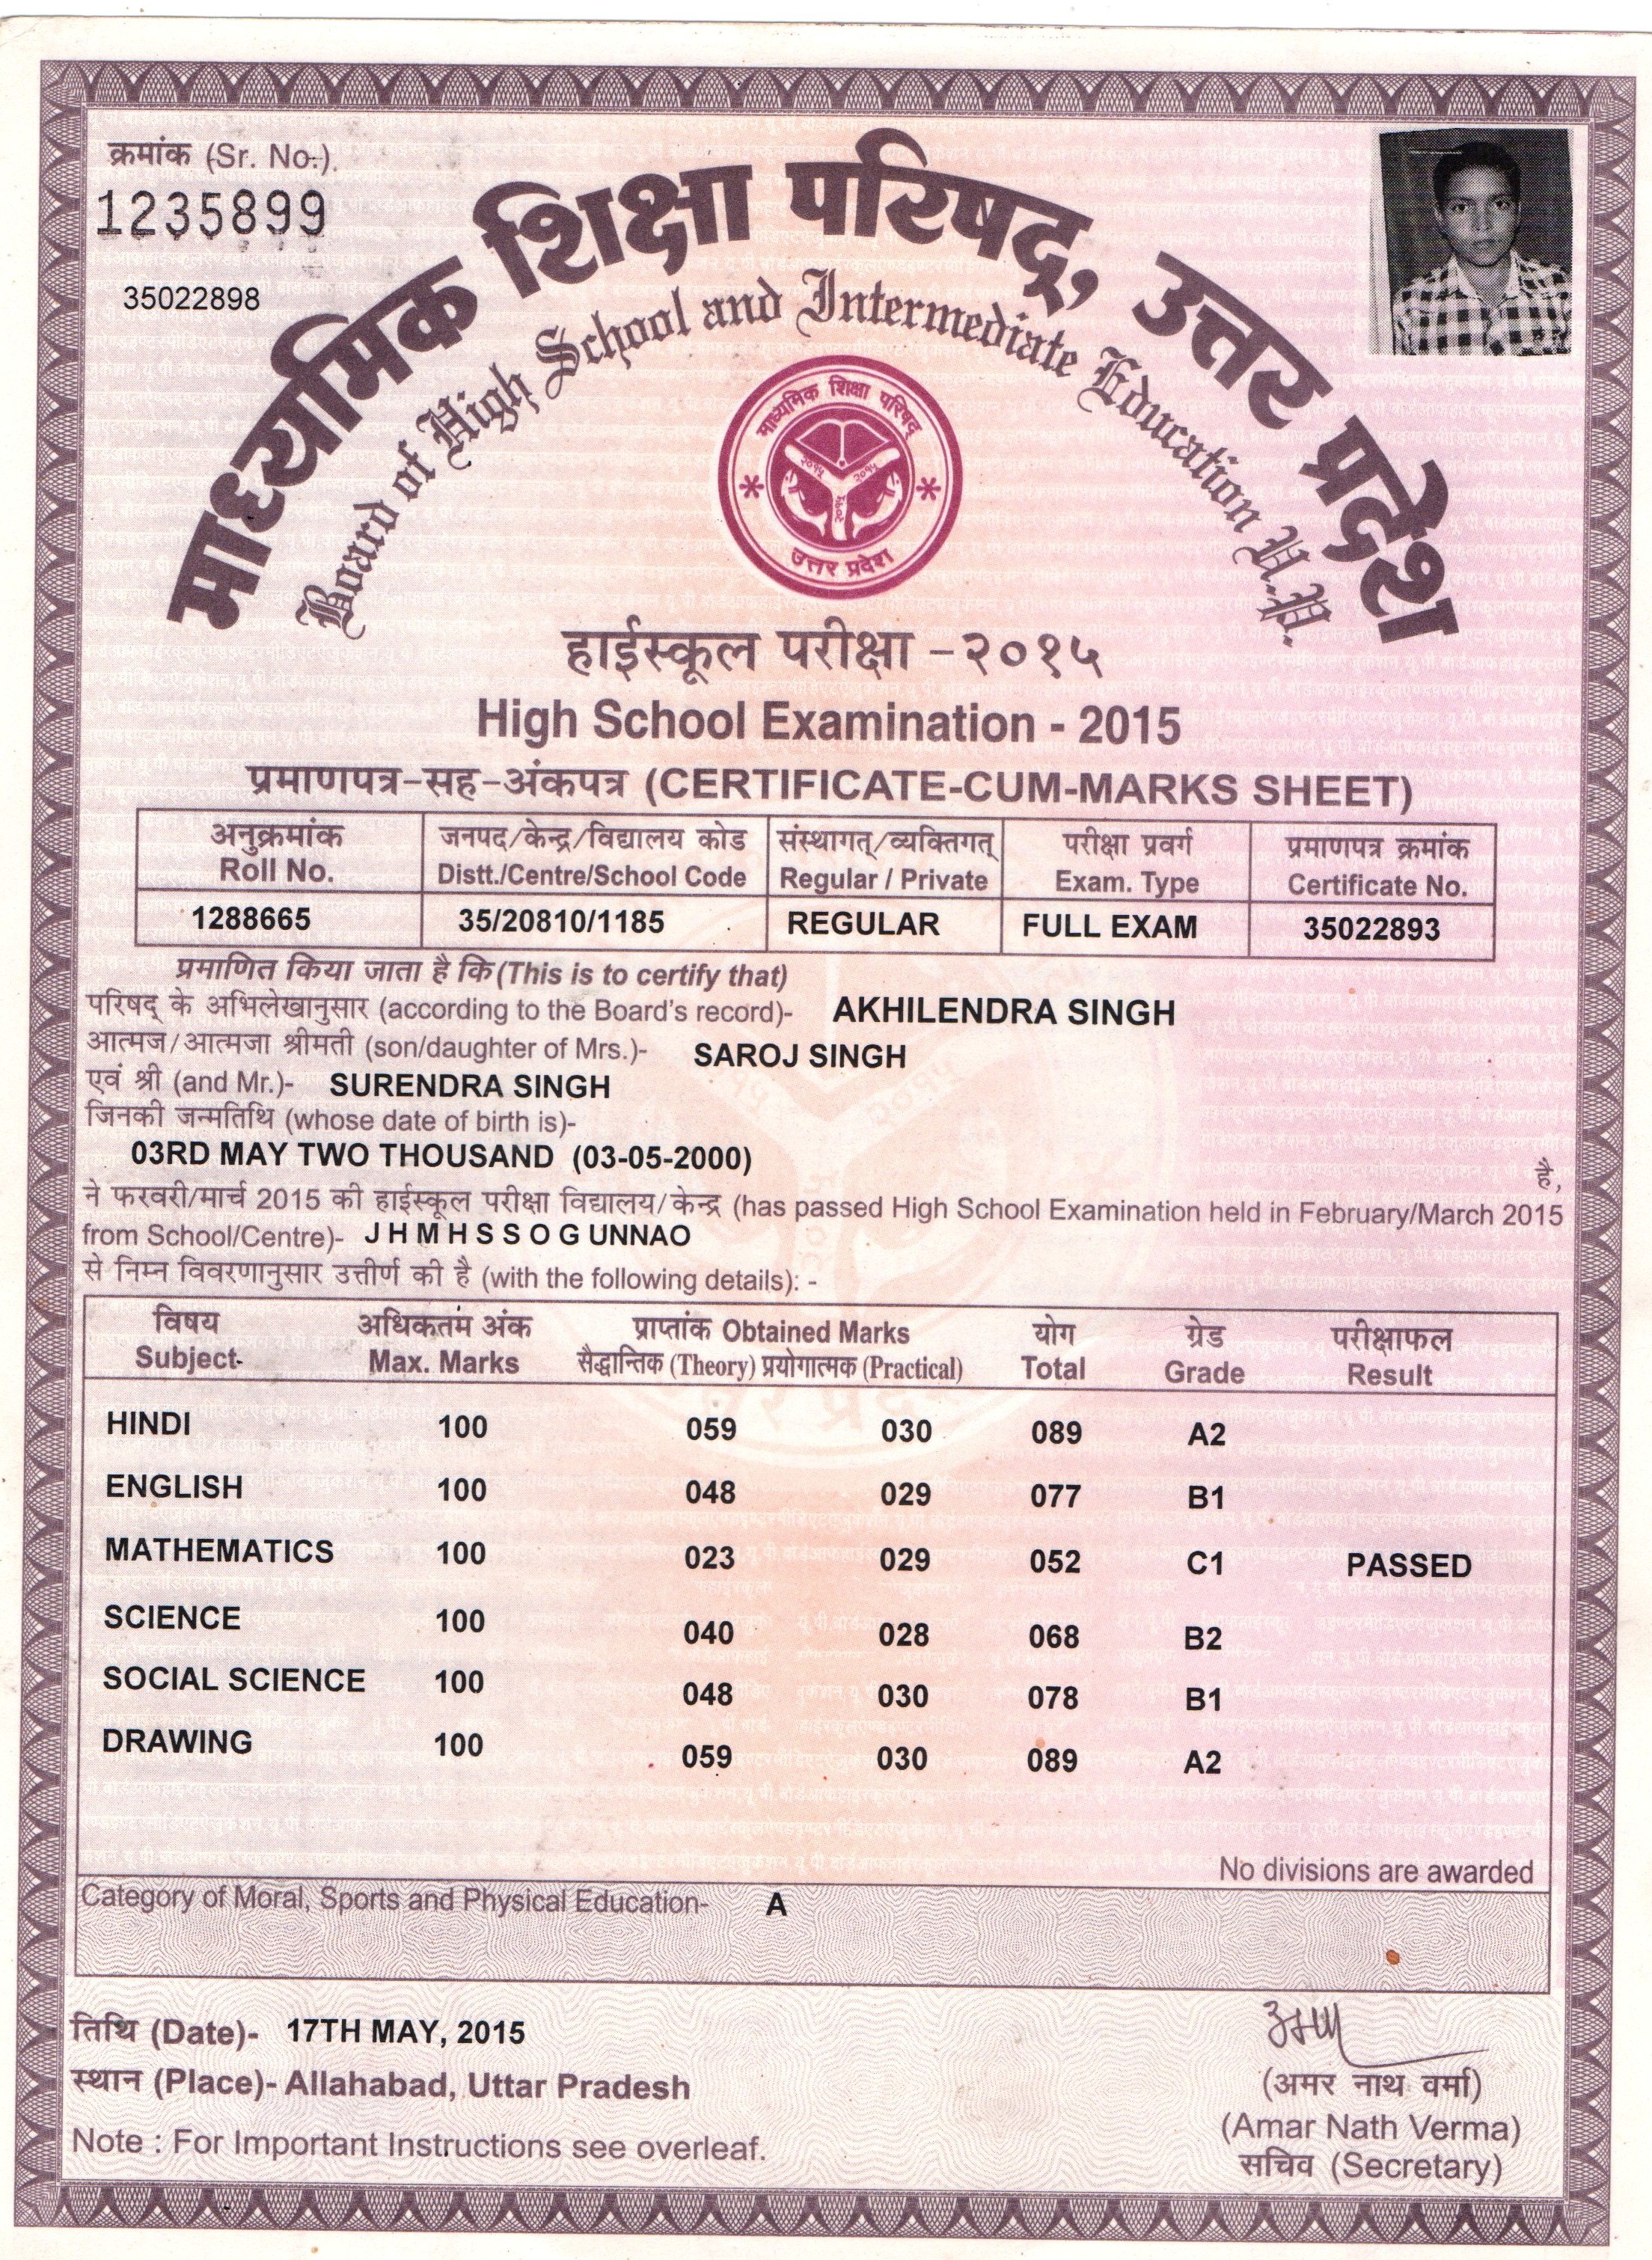 क्रमांक (Sr. No.)
1235899
35022898
माध्यमिक शिक्षा परिषद्, उत्तर प्रदेश
Board of High School and Intermediate Education U.P.
माध्यमिक शिक्षा परिषद्
२०१५ २०१५
२०१५
उत्तर प्रदेश
हाईस्कूल परीक्षा -२०१५
High School Examination - 2015
प्रमाणपत्र-सह-अंकपत्र (CERTIFICATE-CUM-MARKS SHEET)
अनुक्रमांक जनपद/केन्द्र/विद्यालय कोड संस्थागत्/व्यक्तिगत् परीक्षा प्रवर्ग प्रमाणपत्र क्रमांक
Roll No. Distt./Centre/School Code Regular / Private Exam. Type Certificate No.
1288665 35/20810/1185 REGULAR FULL EXAM 35022893
प्रमाणित किया जाता है कि (This is to certify that)
परिषद् के अभिलेखानुसार (according to the Board's record)- AKHILENDRA SINGH
आत्मज/आत्मजा श्रीमती (son/daughter of Mrs.)- SAROJ SINGH
एवं श्री (and Mr.)- SURENDRA SINGH
जिनकी जन्मतिथि (whose date of birth is)-
03RD MAY TWO THOUSAND (03-05-2000) है,
ने फरवरी/मार्च 2015 की हाईस्कूल परीक्षा विद्यालय/केन्द्र (has passed High School Examination held in February/March 2015
from School/Centre)- J H M H S S O G UNNAO
से निम्न विवरणानुसार उत्तीर्ण की है (with the following details): -
विषय अधिकतम अंक प्राप्तांक Obtained Marks योग ग्रेड परीक्षाफल
Subject Max. Marks सैद्धान्तिक (Theory) प्रयोगात्मक (Practical) Total Grade Result
HINDI 100 059 030 089 A2
ENGLISH 100 048 029 077 B1
MATHEMATICS 100 023 029 052 C1 PASSED
SCIENCE 100 040 028 068 B2
SOCIAL SCIENCE 100 048 030 078 B1
DRAWING 100 059 030 089 A2
No divisions are awarded
Category of Moral, Sports and Physical Education- A
तिथि (Date)- 17TH MAY, 2015
स्थान (Place)- Allahabad, Uttar Pradesh
Note : For Important Instructions see overleaf.
(अमर नाथ वर्मा)
(Amar Nath Verma)
सचिव (Secretary)